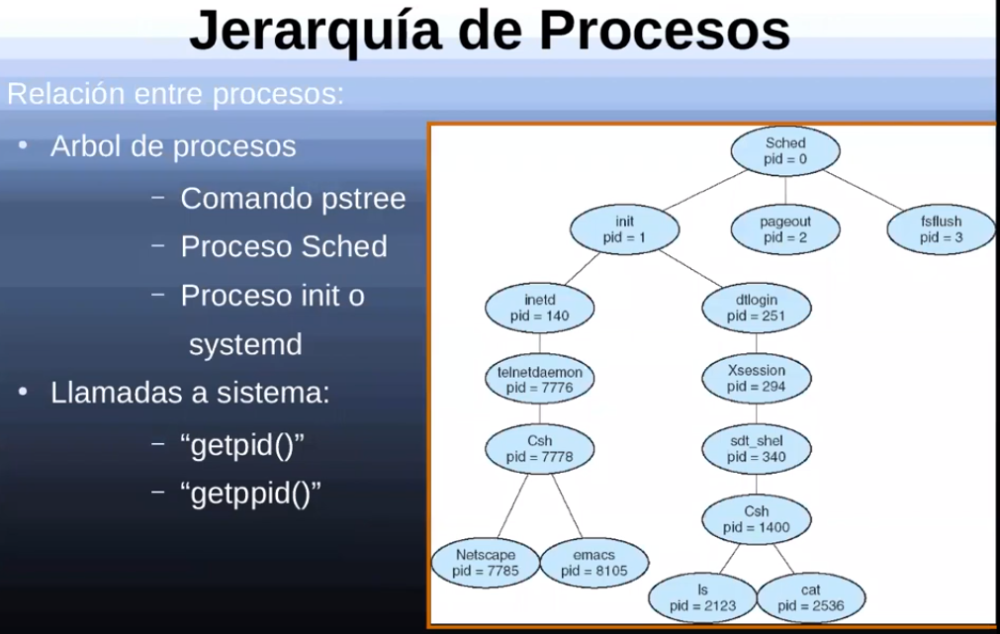 Jerarquía de Procesos
Relación entre procesos:
• Arbol de procesos
– Comando pstree
– Proceso Sched
– Proceso init o
systemd
• Llamadas a sistema:
– “getpid()”
– “getppid()”
Sched
pid = 0
init
pid = 1
pageout
pid = 2
fsflush
pid = 3
inetd
pid = 140
dtlogin
pid = 251
telnetdaemon
pid = 7776
Xsession
pid = 294
Csh
pid = 7778
sdt_shel
pid = 340
Csh
pid = 1400
Netscape
pid = 7785
emacs
pid = 8105
ls
pid = 2123
cat
pid = 2536